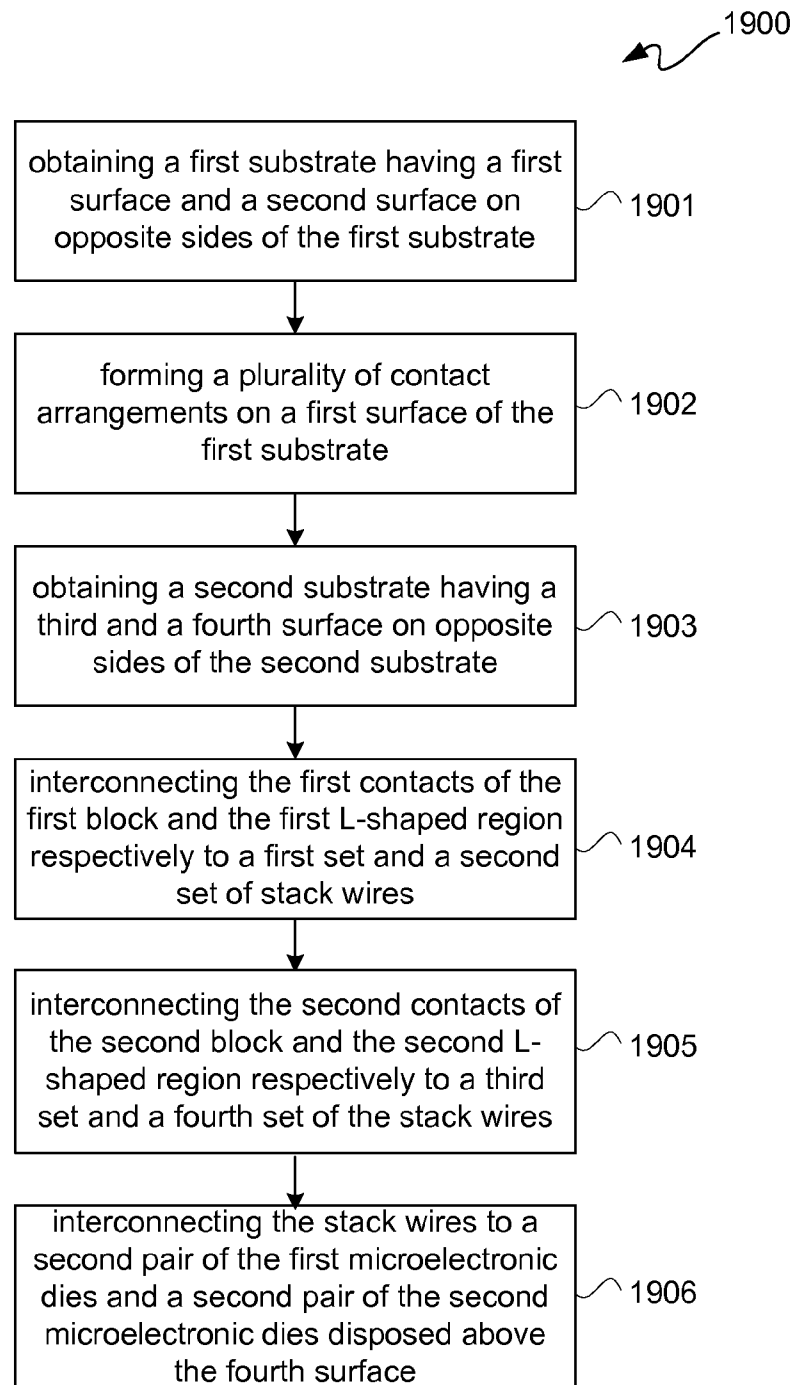 1900
obtaining a first substrate having a first
surface and a second surface on
opposite sides of the first substrate
1901
forming a plurality of contact
arrangements on a first surface of the
first substrate
1902
obtaining a second substrate having a
third and a fourth surface on opposite
sides of the second substrate
1903
interconnecting the first contacts of the
first block and the first L-shaped region
respectively to a first set and a second
set of stack wires
1904
interconnecting the second contacts of
the second block and the second L-
shaped region respectively to a third
set and a fourth set of the stack wires
1905
interconnecting the stack wires to a
second pair of the first microelectronic
dies and a second pair of the second
microelectronic dies disposed above
the fourth surface
1906